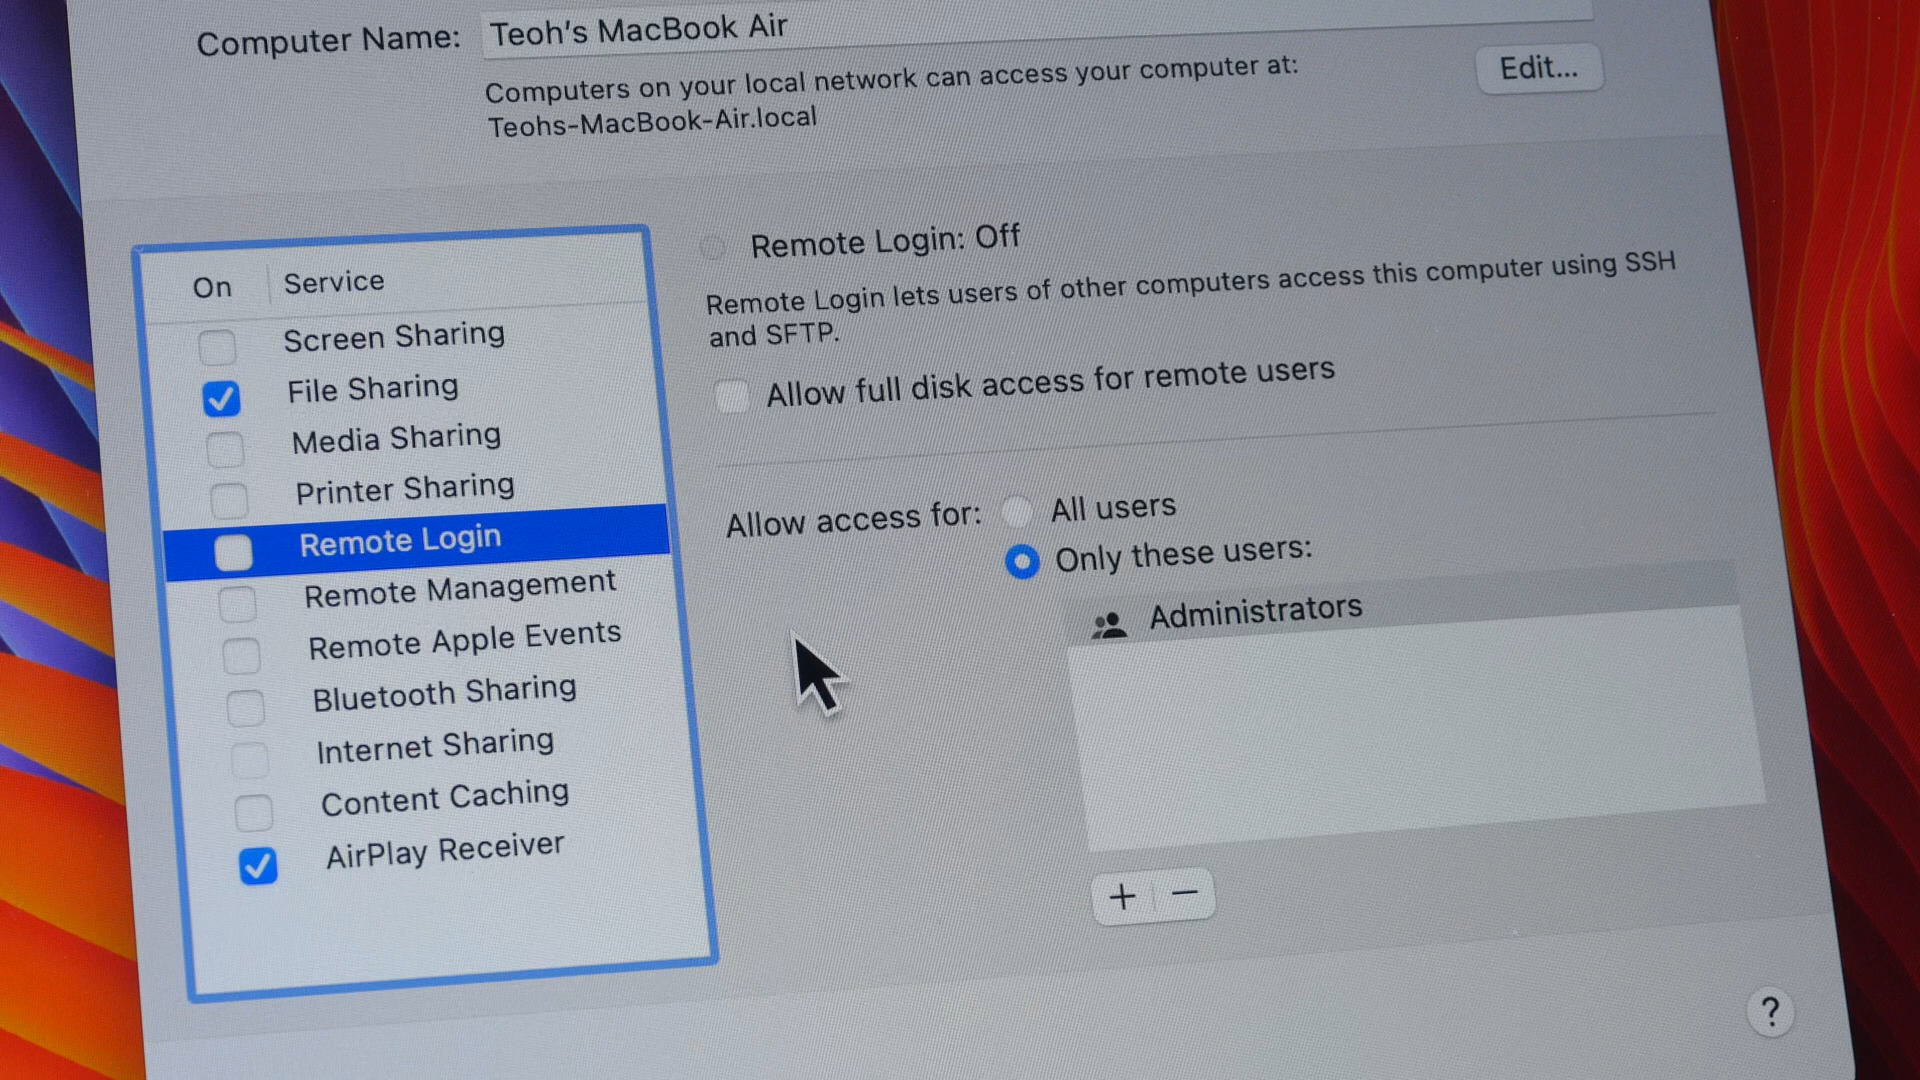 Computer Name: Teoh's MacBook Air
Computers on your local network can access your computer at:
Teohs-MacBook-Air.local
Edit...
On Service
Screen Sharing
File Sharing
Media Sharing
Printer Sharing
Remote Login
Remote Management
Remote Apple Events
Bluetooth Sharing
Internet Sharing
Content Caching
AirPlay Receiver
Remote Login: Off
Remote Login lets users of other computers access this computer using SSH
and SFTP.
Allow full disk access for remote users
Allow access for: All users
Only these users:
Administrators
+ −
?